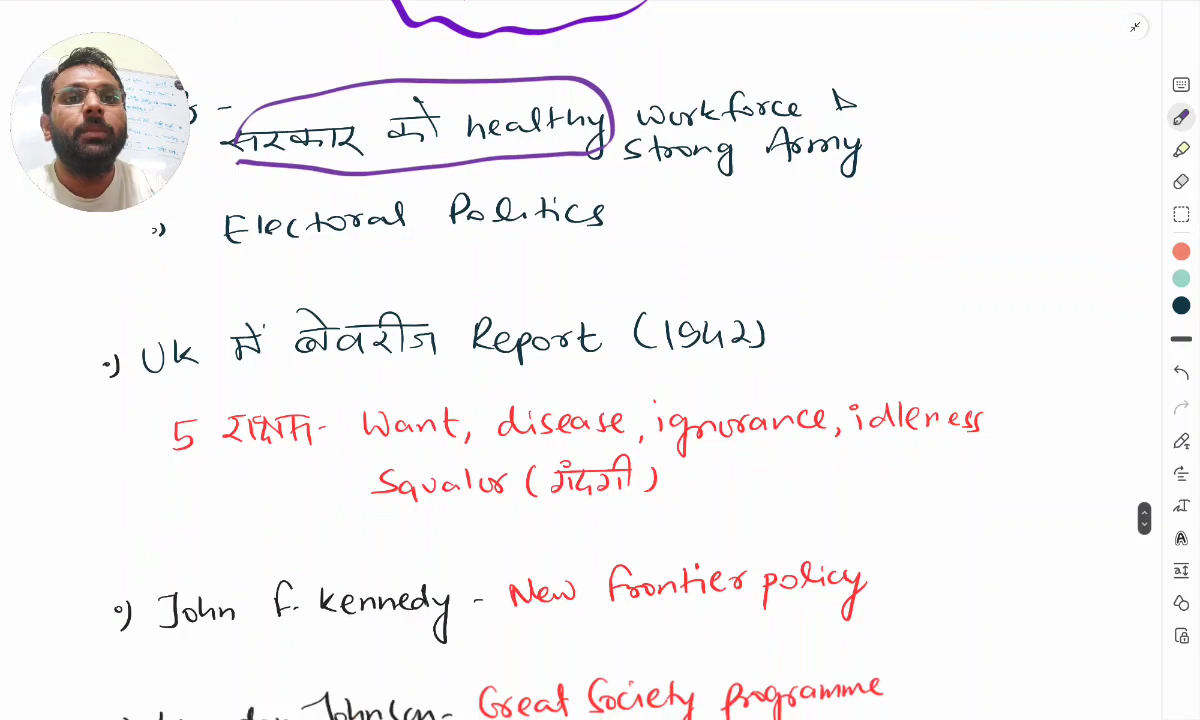 सरकार को healthy workforce &
strong Army
Electoral Politics
UK में बेवरीज Report (1942)
5 राक्षस- Want, disease, ignorance, idleness
Squalor (गंदगी)
John F. Kennedy - New Frontier policy
Johnson- Great Society programme